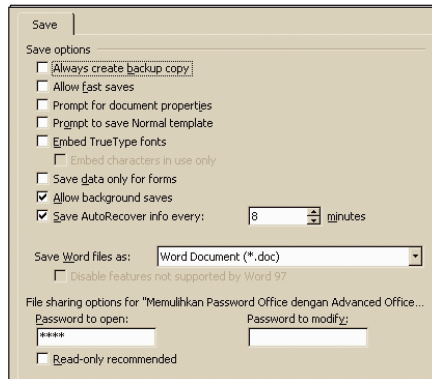 Save
Save options
Always create backup copy
Allow fast saves
Prompt for document properties
Prompt to save Normal template
Embed TrueType fonts
Embed characters in use only
Save data only for forms
Allow background saves
Save AutoRecover info every: 8 minutes
Save Word files as: Word Document (*.doc)
Disable features not supported by Word 97
File sharing options for "Memulihkan Password Office dengan Advanced Office...
Password to open: Password to modify:
****
Read-only recommended